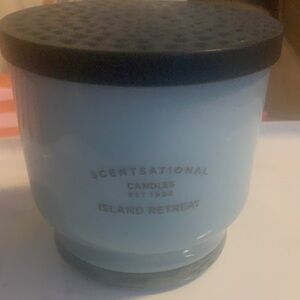 SCENTSATIONAL
CANDLES
EST 1998
ISLAND RETREAT